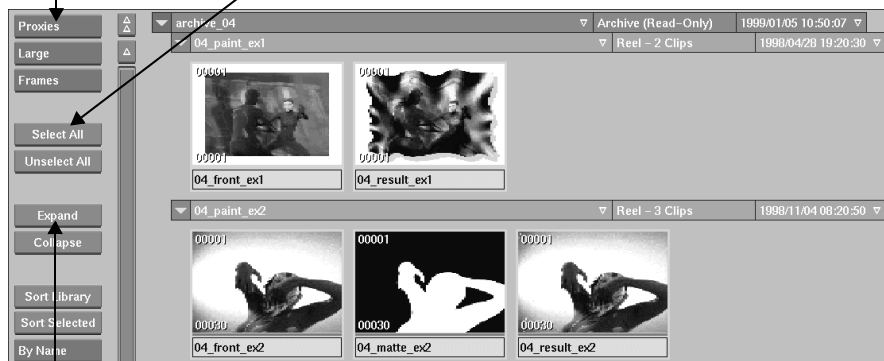 Proxies
Large
Frames
Select All
Unselect All
Expand
Collapse
Sort Library
Sort Selected
By Name
archive_04 Archive (Read-Only) 1999/01/05 10:50:07
04_paint_ex1 Reel - 2 Clips 1998/04/28 19:20:30
00001 00001
00001 00001
04_front_ex1 04_result_ex1
04_paint_ex2 Reel - 3 Clips 1998/11/04 08:20:50
00001 00001 00001
00030 00030 00030
04_front_ex2 04_matte_ex2 04_result_ex2